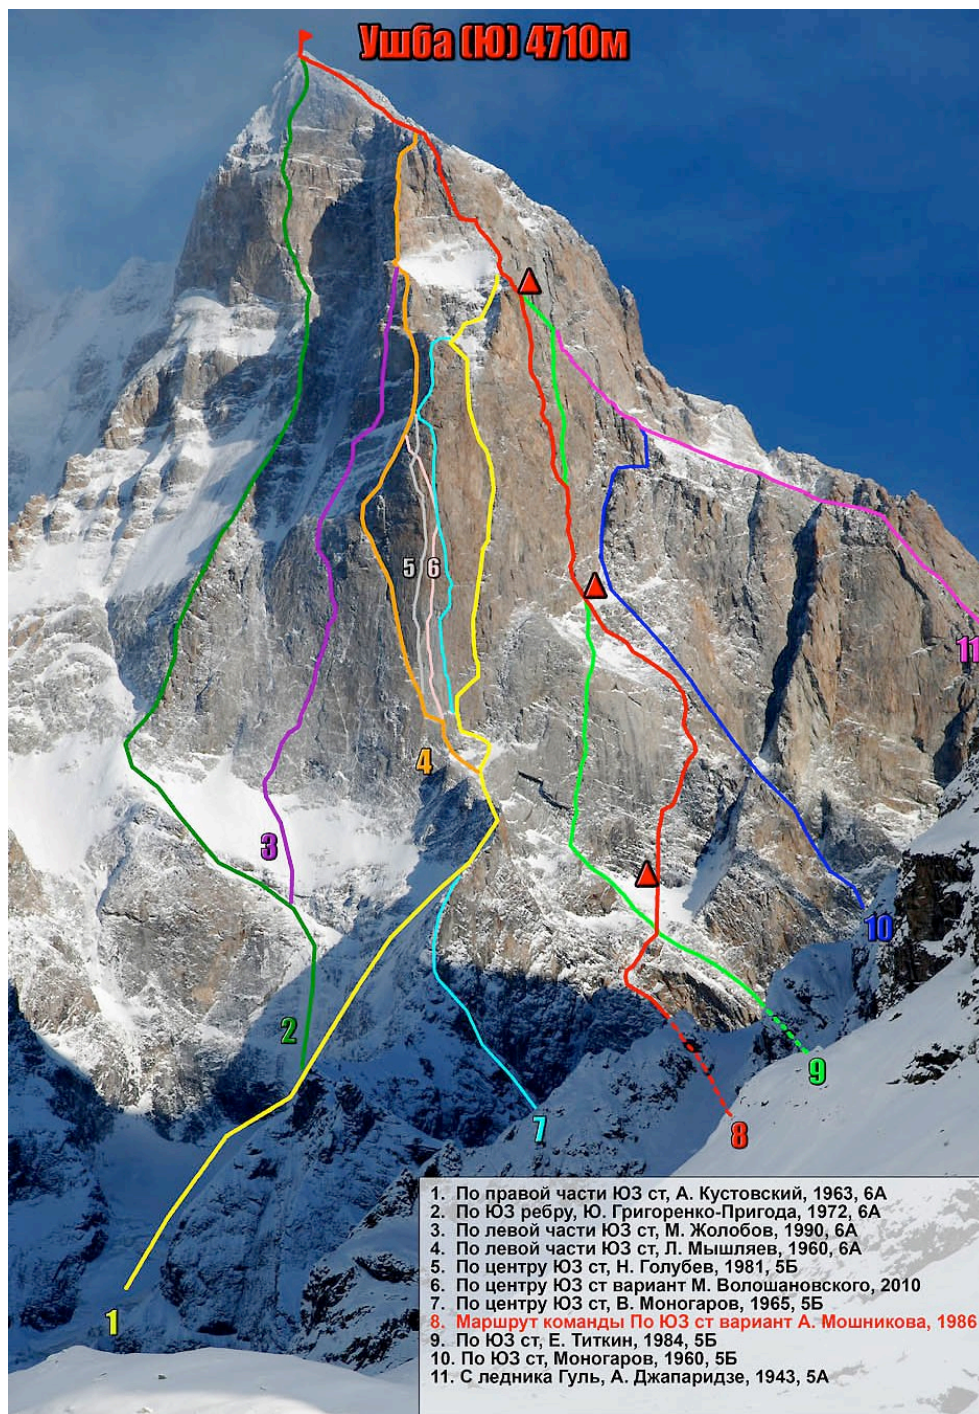 Ушба (Ю) 4710м
11
5
6
4
3
10
2
9
7
8
1
1. По правой части ЮЗ ст, А. Кустовский, 1963, 6А
2. По ЮЗ ребру, Ю. Григоренко-Пригода, 1972, 6А
3. По левой части ЮЗ ст, М. Жолобов, 1990, 6А
4. По левой части ЮЗ ст, Л. Мышляев, 1960, 6А
5. По центру ЮЗ ст, Н. Голубев, 1981, 5Б
6. По центру ЮЗ ст вариант М. Волошановского, 2010
7. По центру ЮЗ ст, В. Моногаров, 1965, 5Б
8. Маршрут команды По ЮЗ ст вариант А. Мошникова, 1986
9. По ЮЗ ст, Е. Титкин, 1984, 5Б
10. По ЮЗ ст, Моногаров, 1960, 5Б
11. С ледника Гуль, А. Джапаридзе, 1943, 5А